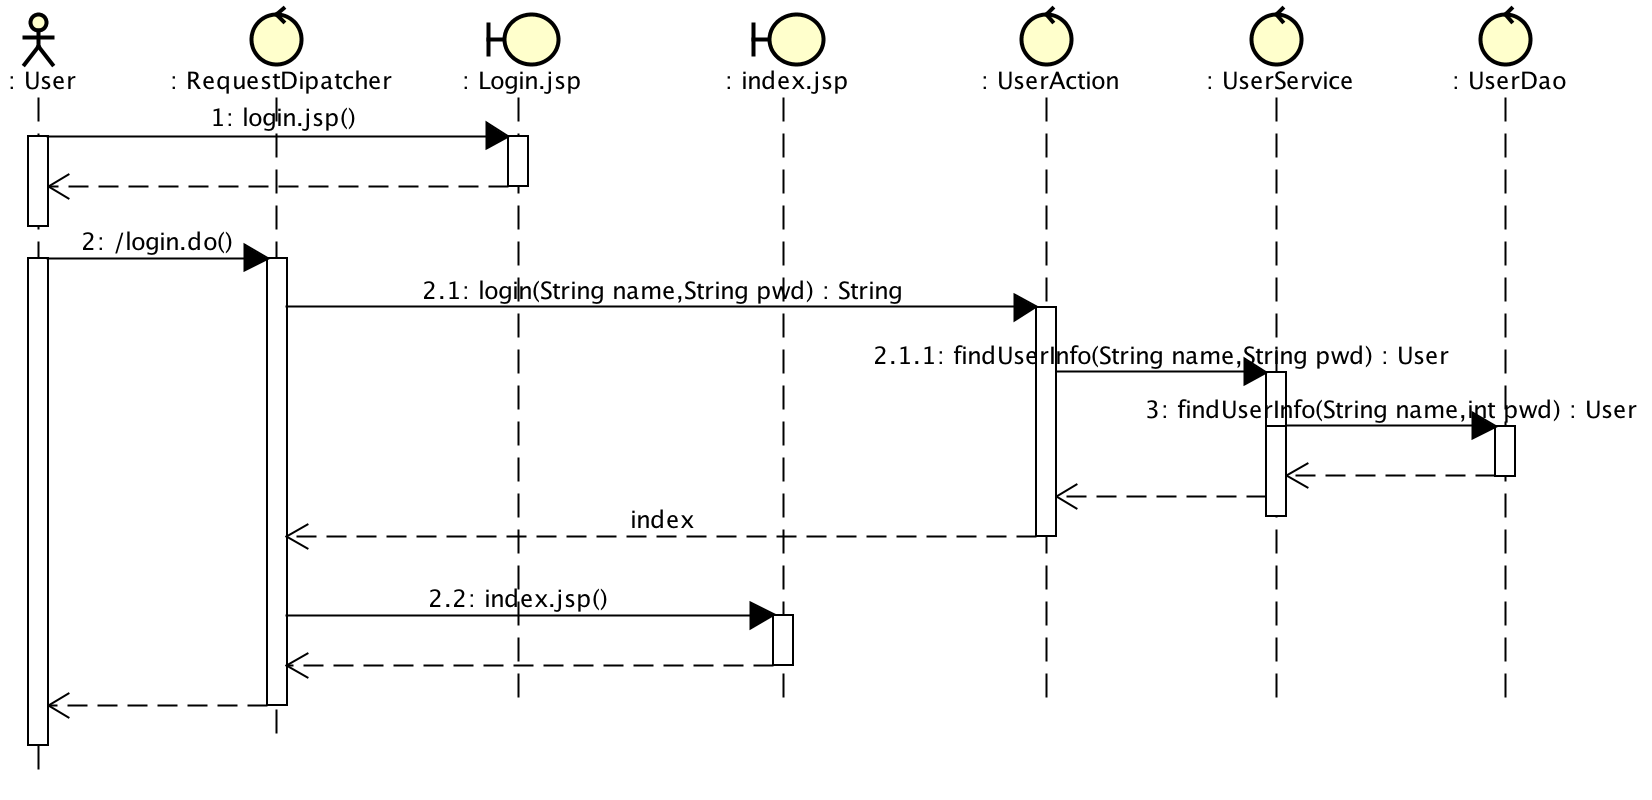 : User
: RequestDipatcher
: Login.jsp
: index.jsp
: UserAction
: UserService
: UserDao
1: login.jsp()
2: /login.do()
2.1: login(String name,String pwd) : String
2.1.1: findUserInfo(String name,String pwd) : User
3: findUserInfo(String name,int pwd) : User
index
2.2: index.jsp()